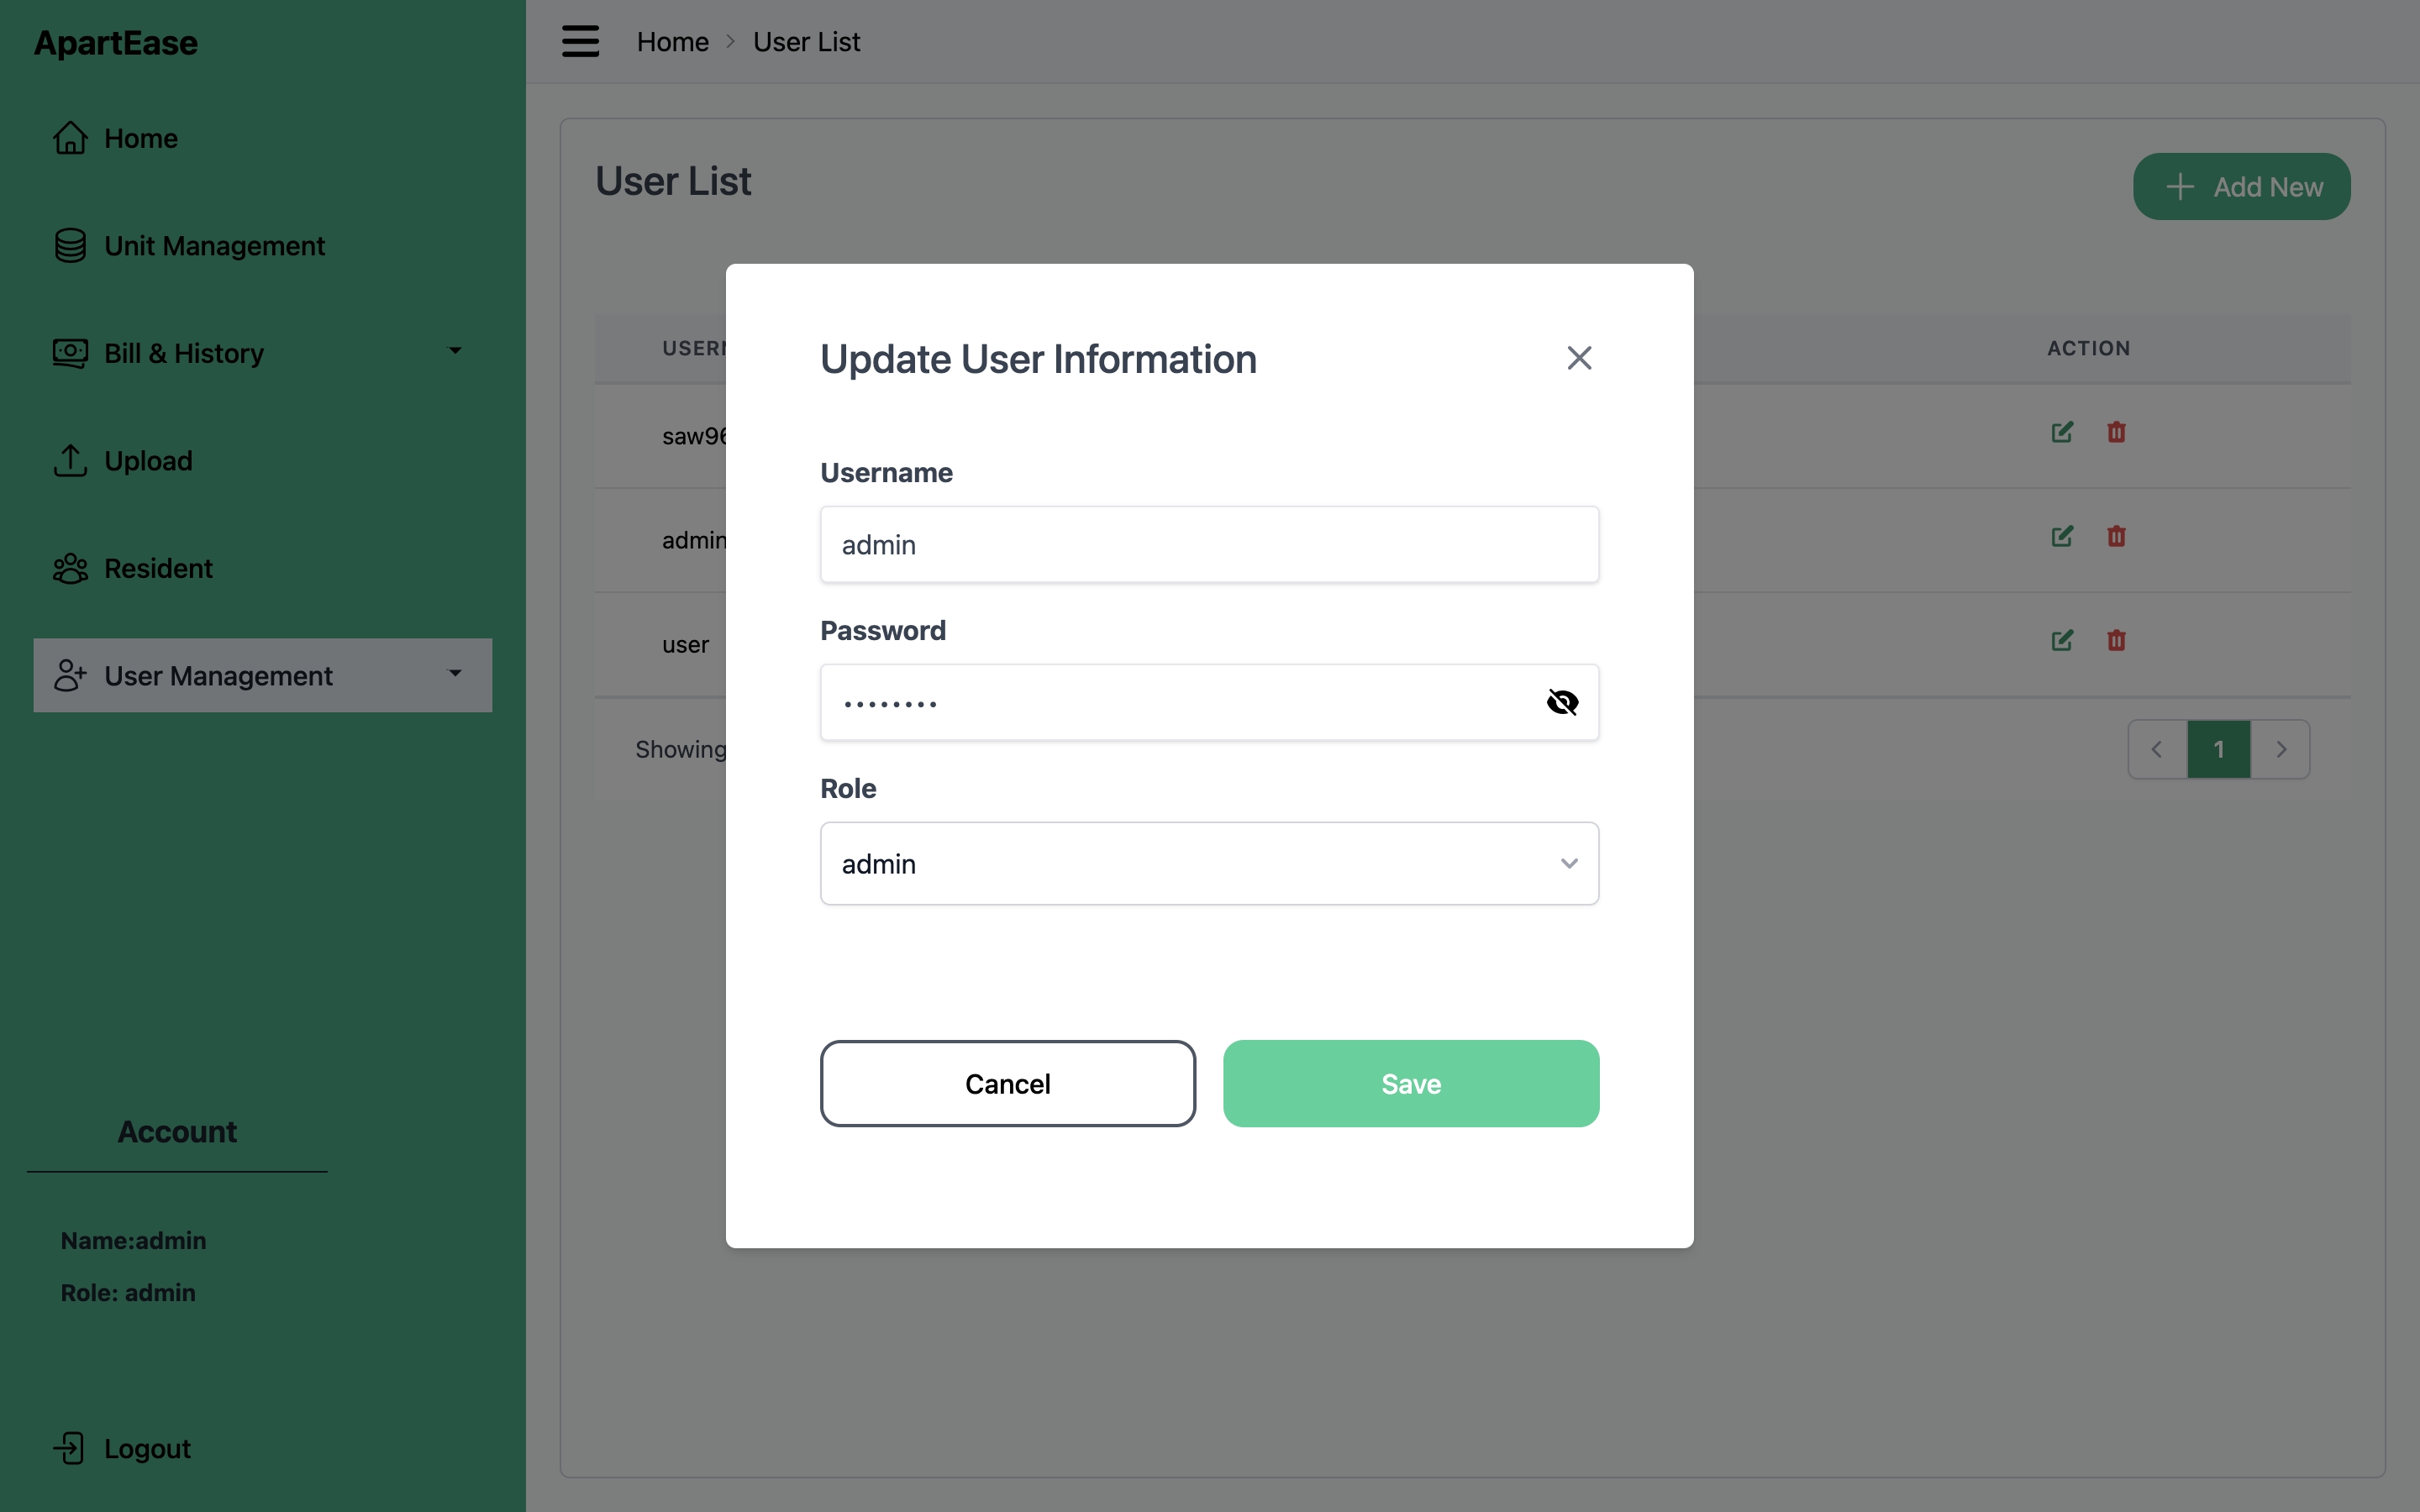 ApartEase
Home
Unit Management
Bill & History
Upload
Resident
User Management
Account
Name:admin
Role: admin
Logout
Home > User List
User List
Add New
ACTION
saw96
admin
user
Showing
1
Update User Information
Username
admin
Password
••••••••
Role
admin
Cancel
Save